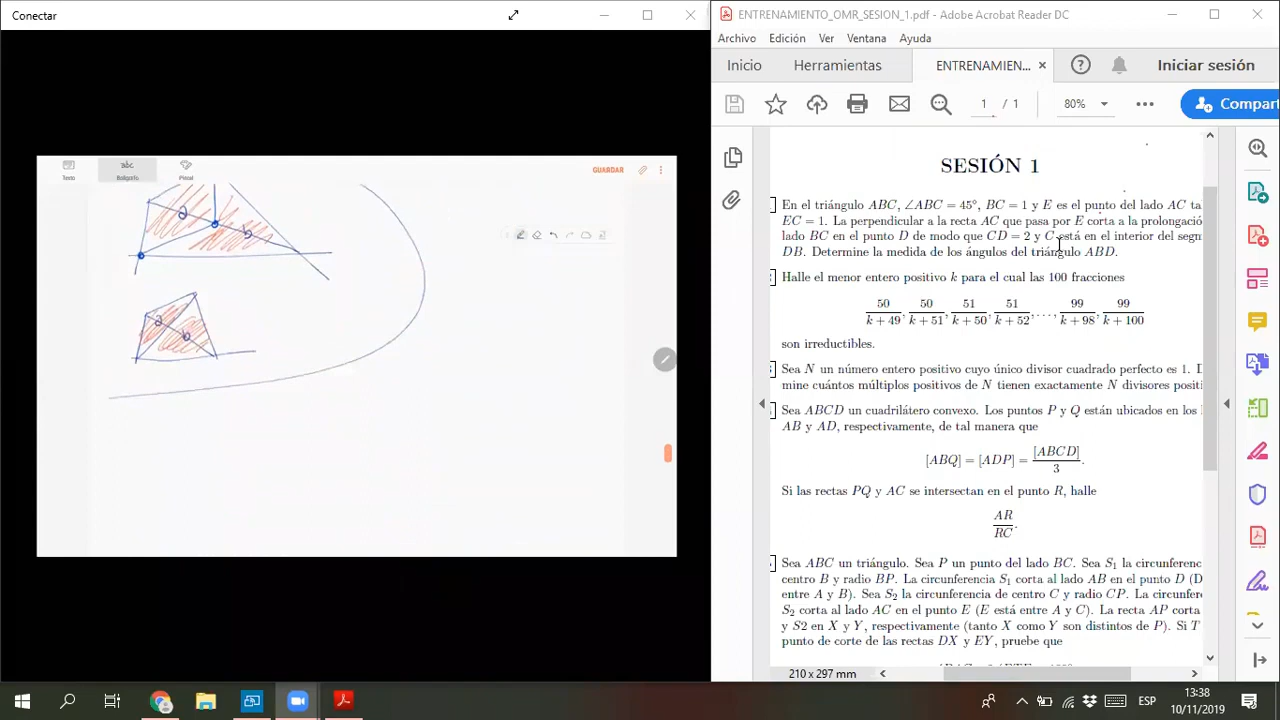 Conectar
ENTRENAMIENTO_OMR_SESION_1.pdf - Adobe Acrobat Reader DC
Archivo Edición Ver Ventana Ayuda
Inicio Herramientas ENTRENAMIEN... Iniciar sesión
1 / 1 80% Compart
Texto Bolígrafo Pincel GUARDAR
a
b
a
b
SESIÓN 1
En el triángulo ABC, ∠ABC = 45°, BC = 1 y E es el punto del lado AC ta
EC = 1. La perpendicular a la recta AC que pasa por E corta a la prolongació
lado BC en el punto D de modo que CD = 2 y C está en el interior del segm
DB. Determine la medida de los ángulos del triángulo ABD.
Halle el menor entero positivo k para el cual las 100 fracciones
50/(k + 49), 50/(k + 51), 51/(k + 50), 51/(k + 52), . . . , 99/(k + 98), 99/(k + 100)
son irreductibles.
Sea N un número entero positivo cuyo único divisor cuadrado perfecto es 1. D
mine cuántos múltiplos positivos de N tienen exactamente N divisores positi
Sea ABCD un cuadrilátero convexo. Los puntos P y Q están ubicados en los l
AB y AD, respectivamente, de tal manera que
[ABQ] = [ADP] = [ABCD]/3.
Si las rectas PQ y AC se intersectan en el punto R, halle
AR/RC.
Sea ABC un triángulo. Sea P un punto del lado BC. Sea S1 la circunferenc
centro B y radio BP. La circunferencia S1 corta al lado AB en el punto D (D
entre A y B). Sea S2 la circunferencia de centro C y radio CP. La circunfere
S2 corta al lado AC en el punto E (E está entre A y C). La recta AP corta
y S2 en X y Y, respectivamente (tanto X como Y son distintos de P). Si T
punto de corte de las rectas DX y EY, pruebe que
210 x 297 mm
ESP
13:38
10/11/2019